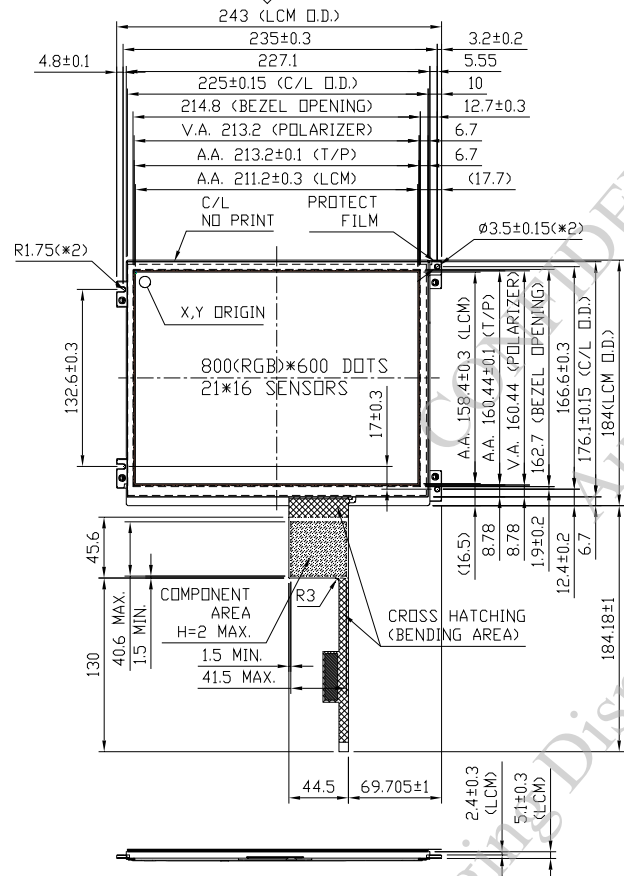 243 (LCM O.D.)
235±0.3
3.2±0.2
4.8±0.1
227.1
5.55
225±0.15 (C/L O.D.)
10
214.8 (BEZEL OPENING)
12.7±0.3
V.A. 213.2 (POLARIZER)
6.7
A.A. 213.2±0.1 (T/P)
6.7
A.A. 211.2±0.3 (LCM)
(17.7)
C/L
NO PRINT
PROTECT
FILM
ø3.5±0.15(*2)
R1.75(*2)
X,Y ORIGIN
800(RGB)*600 DOTS
21*16 SENSORS
17±0.3
132.6±0.3
A.A. 158.4±0.3 (LCM)
A.A. 160.44±0.1 (T/P)
V.A. 160.44 (POLARIZER)
162.7 (BEZEL OPENING)
166.6±0.3
176.1±0.15 (C/L O.D.)
184(LCM O.D.)
(16.5)
8.78
8.78
1.9±0.2
12.4±0.2
6.7
45.6
40.6 MAX.
1.5 MIN.
130
COMPONENT
AREA
H=2 MAX.
R3
CROSS HATCHING
(BENDING AREA)
1.5 MIN.
41.5 MAX.
184.18±1
44.5
69.705±1
2.4±0.3
(LCM)
5.1±0.3
(LCM)